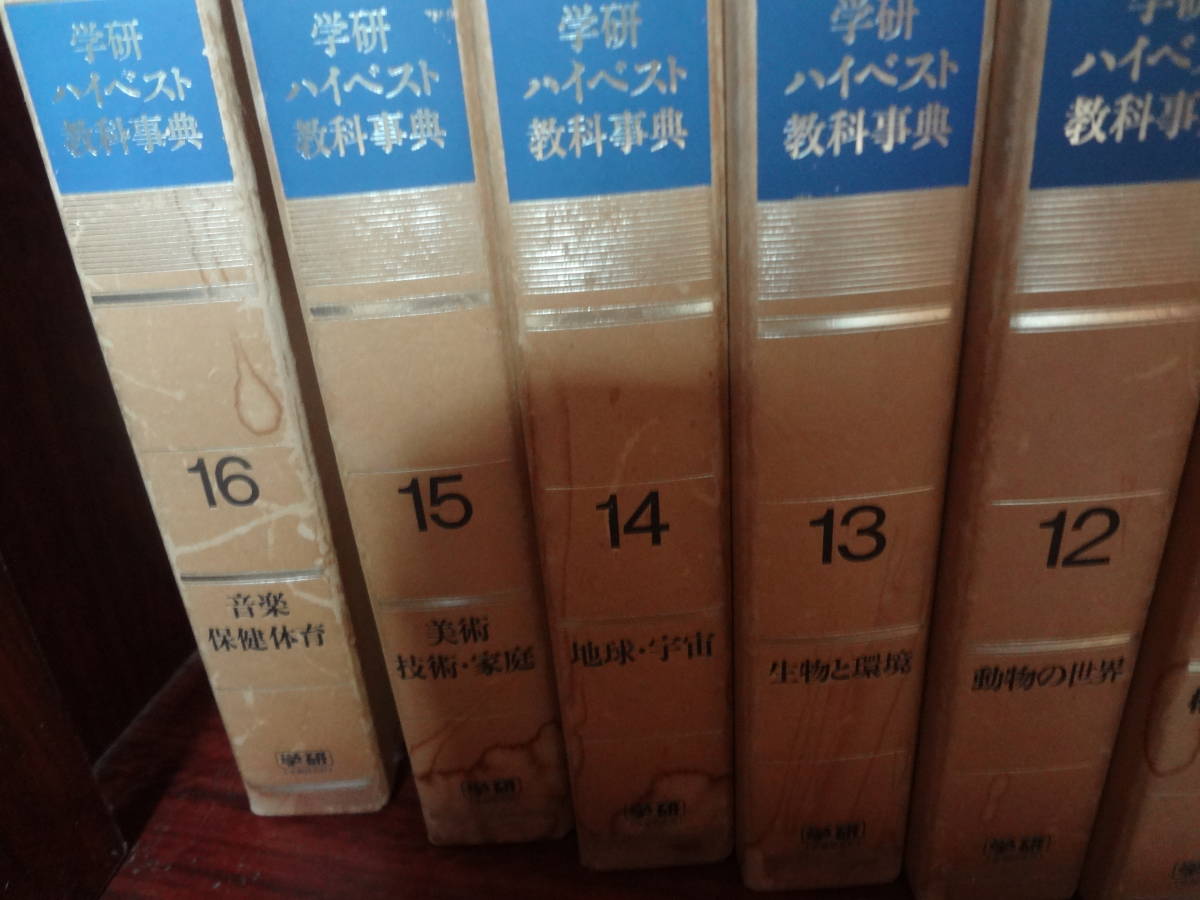 学研
ハイベスト
教科事典
16
音楽
保健体育
学研
学研
ハイベスト
教科事典
15
美術
技術・家庭
学研
学研
ハイベスト
教科事典
14
地球・宇宙
学研
学研
ハイベスト
教科事典
13
生物と環境
学研
学研
ハイベス
教科事
12
動物の世界
学研